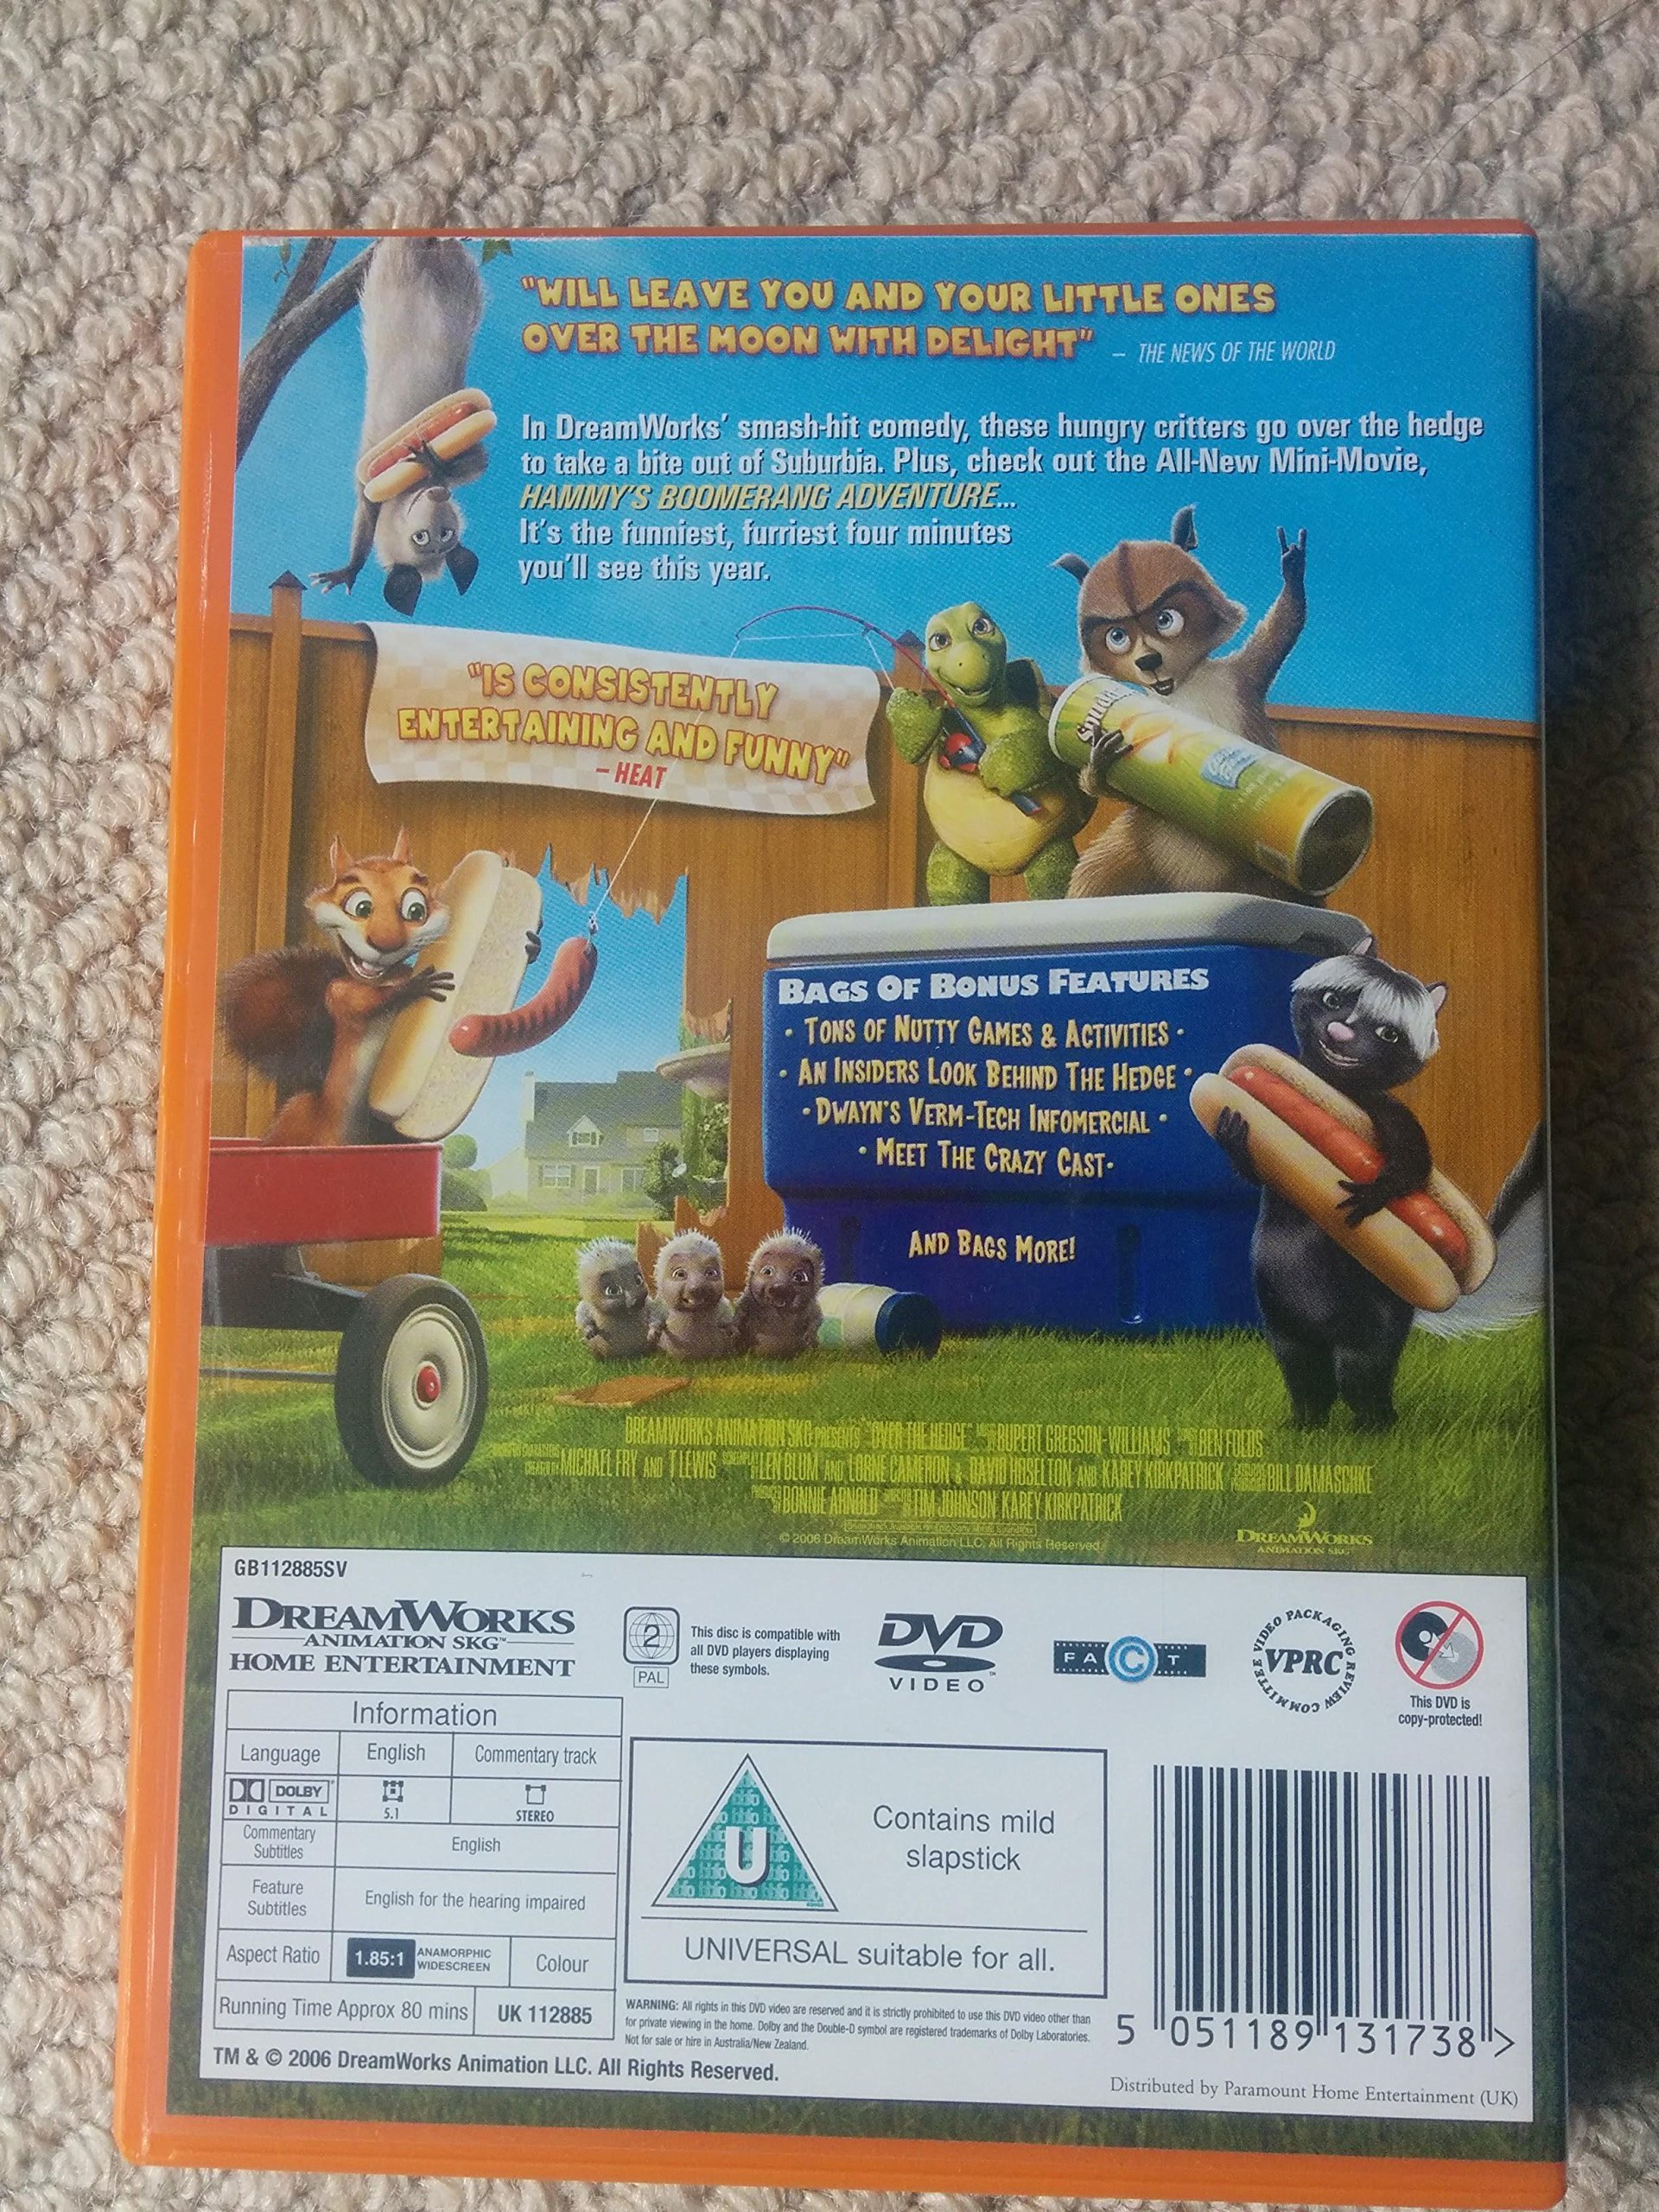 "WILL LEAVE YOU AND YOUR LITTLE ONES
OVER THE MOON WITH DELIGHT" – THE NEWS OF THE WORLD
In DreamWorks' smash-hit comedy, these hungry critters go over the hedge
to take a bite out of Suburbia. Plus, check out the All-New Mini-Movie,
HAMMY'S BOOMERANG ADVENTURE...
It's the funniest, furriest four minutes
you'll see this year.
"IS CONSISTENTLY
ENTERTAINING AND FUNNY"
– HEAT
BAGS OF BONUS FEATURES
• TONS OF NUTTY GAMES & ACTIVITIES •
• AN INSIDERS LOOK BEHIND THE HEDGE •
• DWAYN'S VERM-TECH INFOMERCIAL •
• MEET THE CRAZY CAST•
AND BAGS MORE!
DREAMWORKS ANIMATION SKG PRESENTS "OVER THE HEDGE" RUPERT GREGSON-WILLIAMS BEN FOLDS
MICHAEL FRY AND T LEWIS LEN BLUM AND LORNE CAMERON & DAVID HOSELTON AND KAREY KIRKPATRICK BILL DAMASCHKE
BONNIE ARNOLD TIM JOHNSON KAREY KIRKPATRICK
© 2006 DreamWorks Animation LLC. All Rights Reserved.
DREAMWORKS
ANIMATION SKG
GB112885SV
DREAMWORKS
ANIMATION SKG™
HOME ENTERTAINMENT
2
PAL
This disc is compatible with
all DVD players displaying
these symbols.
DVD
VIDEO™
FACT
VIDEO PACKAGING REVIEW COMMITTEE
VPRC
This DVD is
copy-protected!
Information
Language English Commentary track
DOLBY
DIGITAL 5.1 STEREO
Commentary
Subtitles English
Feature
Subtitles English for the hearing impaired
Aspect Ratio 1.85:1 ANAMORPHIC
WIDESCREEN Colour
Running Time Approx 80 mins UK 112885
U
Contains mild
slapstick
UNIVERSAL suitable for all.
WARNING: All rights in this DVD video are reserved and it is strictly prohibited to use this DVD video other than
for private viewing in the home. Dolby and the Double-D symbol are registered trademarks of Dolby Laboratories.
Not for sale or hire in Australia/New Zealand.
TM & © 2006 DreamWorks Animation LLC. All Rights Reserved.
5 051189 131738 >
Distributed by Paramount Home Entertainment (UK)